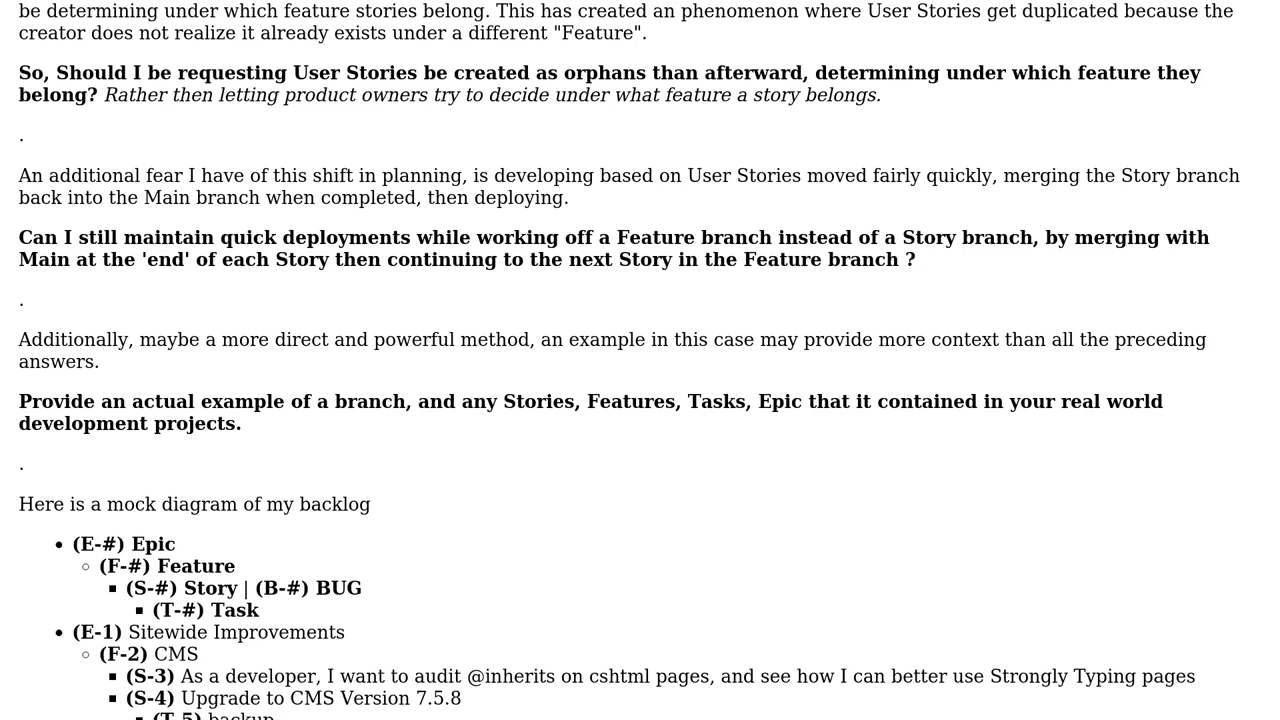 be determining under which feature stories belong. This has created an phenomenon where User Stories get duplicated because the
creator does not realize it already exists under a different "Feature".
So, Should I be requesting User Stories be created as orphans than afterward, determining under which feature they
belong? Rather then letting product owners try to decide under what feature a story belongs.
.
An additional fear I have of this shift in planning, is developing based on User Stories moved fairly quickly, merging the Story branch
back into the Main branch when completed, then deploying.
Can I still maintain quick deployments while working off a Feature branch instead of a Story branch, by merging with
Main at the 'end' of each Story then continuing to the next Story in the Feature branch ?
.
Additionally, maybe a more direct and powerful method, an example in this case may provide more context than all the preceding
answers.
Provide an actual example of a branch, and any Stories, Features, Tasks, Epic that it contained in your real world
development projects.
.
Here is a mock diagram of my backlog
• (E-#) Epic
◦ (F-#) Feature
▪ (S-#) Story | (B-#) BUG
▪ (T-#) Task
• (E-1) Sitewide Improvements
◦ (F-2) CMS
▪ (S-3) As a developer, I want to audit @inherits on cshtml pages, and see how I can better use Strongly Typing pages
▪ (S-4) Upgrade to CMS Version 7.5.8
▪ (T-5) backup